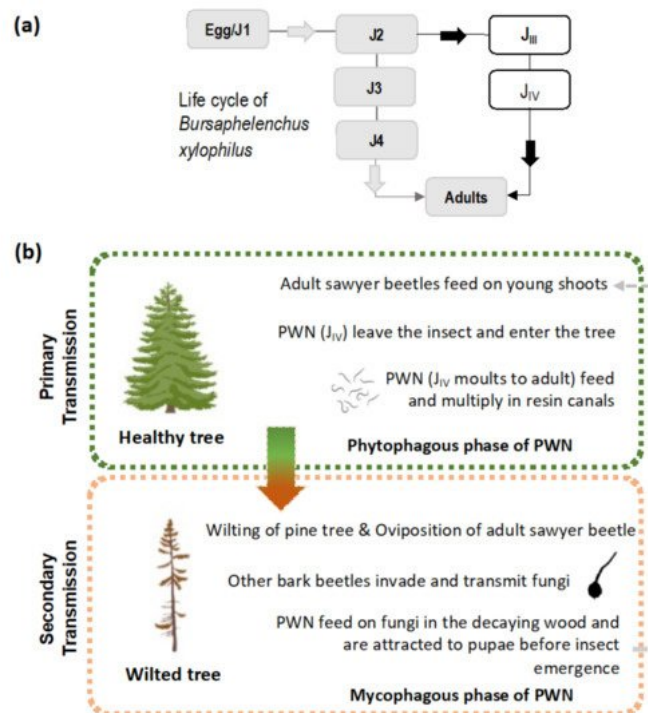 (a)
Egg/J1
J2
J3
J4
J_III
J_IV
Adults
Life cycle of
Bursaphelenchus
xylophilus
(b)
Primary
Transmission
Adult sawyer beetles feed on young shoots
PWN (J_IV) leave the insect and enter the tree
PWN (J_IV moults to adult) feed
and multiply in resin canals
Healthy tree
Phytophagous phase of PWN
Secondary
Transmission
Wilting of pine tree & Oviposition of adult sawyer beetle
Other bark beetles invade and transmit fungi
PWN feed on fungi in the decaying wood and
are attracted to pupae before insect
emergence
Wilted tree
Mycophagous phase of PWN